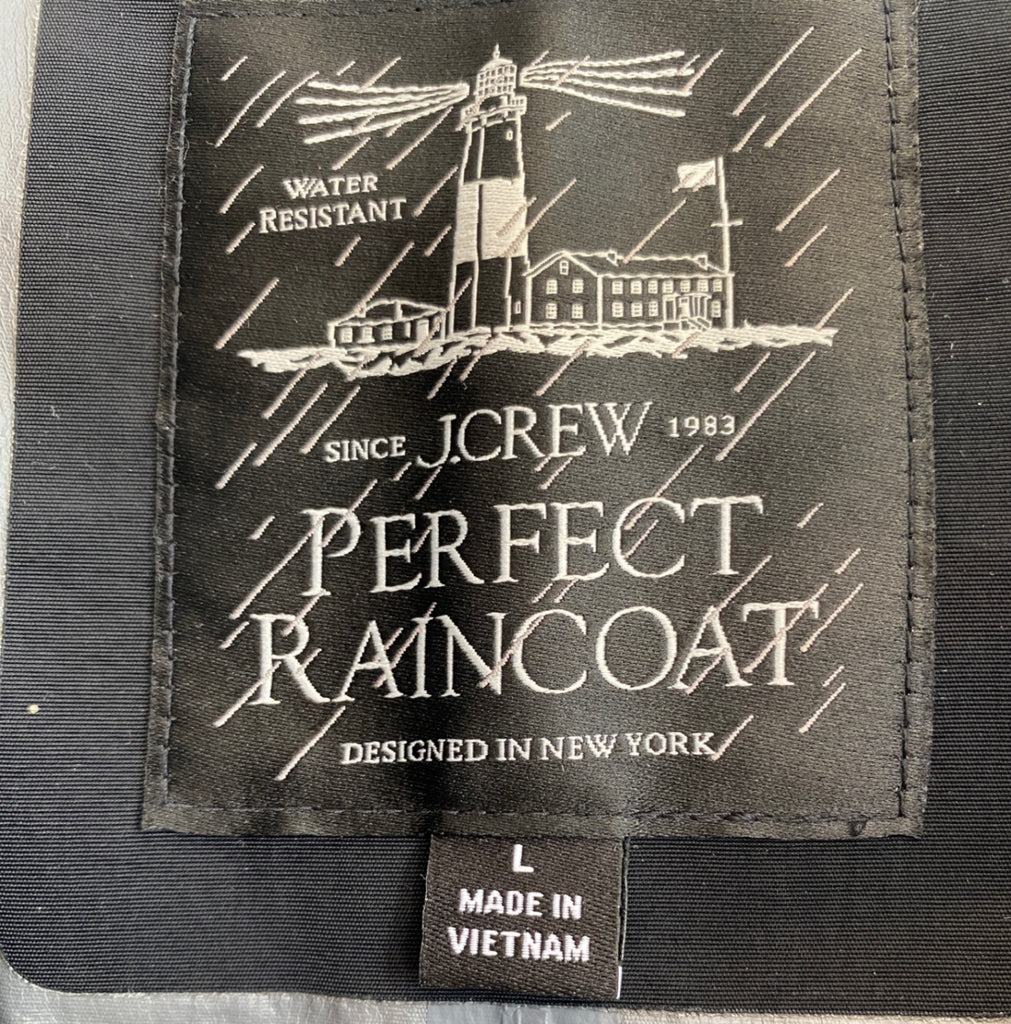 WATER
RESISTANT
SINCE J.CREW 1983
PERFECT
RAINCOAT
DESIGNED IN NEW YORK
L
MADE IN
VIETNAM